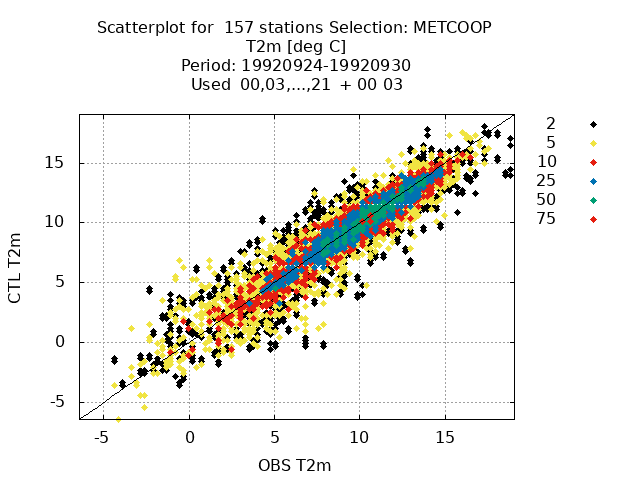 Scatterplot for  157 stations Selection: METCOOP
T2m [deg C]
Period: 19920924-19920930
Used  00,03,...,21  + 00 03
2
5
10
25
50
75
CTL T2m
15
10
5
0
-5
-5 0 5 10 15
OBS T2m